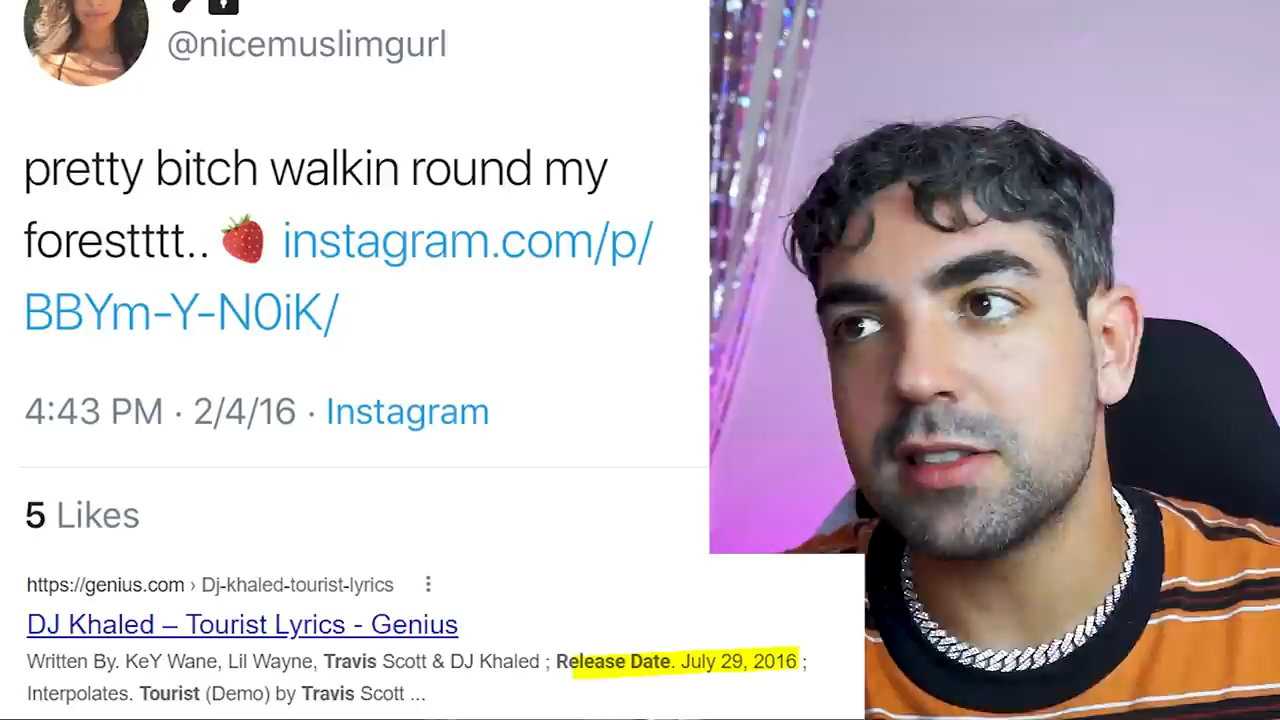 @nicemuslimgurl
pretty bitch walkin round my
foresttt.. instagram.com/p/
BBYm-Y-N0iK/
4:43 PM · 2/4/16 · Instagram
5 Likes
https://genius.com › Dj-khaled-tourist-lyrics
DJ Khaled – Tourist Lyrics - Genius
Written By. KeY Wane, Lil Wayne, Travis Scott & DJ Khaled ; Release Date. July 29, 2016 ;
Interpolates. Tourist (Demo) by Travis Scott ...